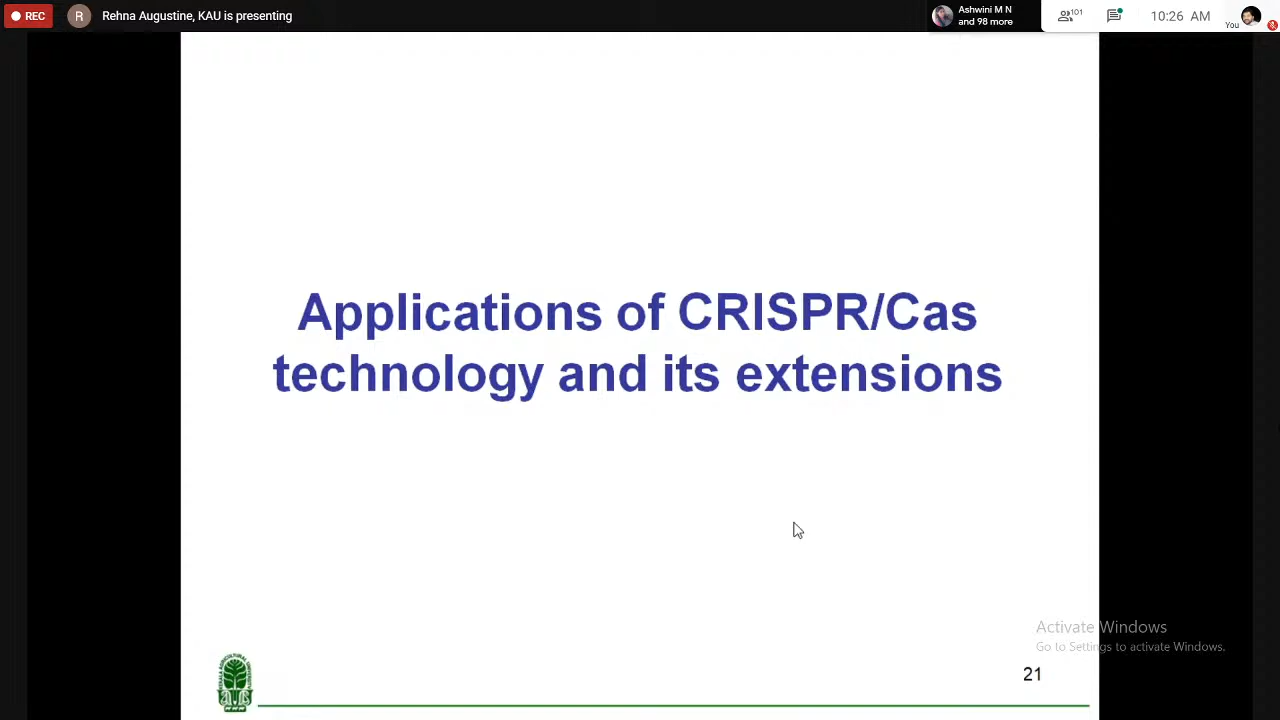 REC
R
Rehna Augustine, KAU is presenting
Ashwini M N
and 98 more
101
10:26 AM
You
Applications of CRISPR/Cas
technology and its extensions
Activate Windows
Go to Settings to activate Windows.
21